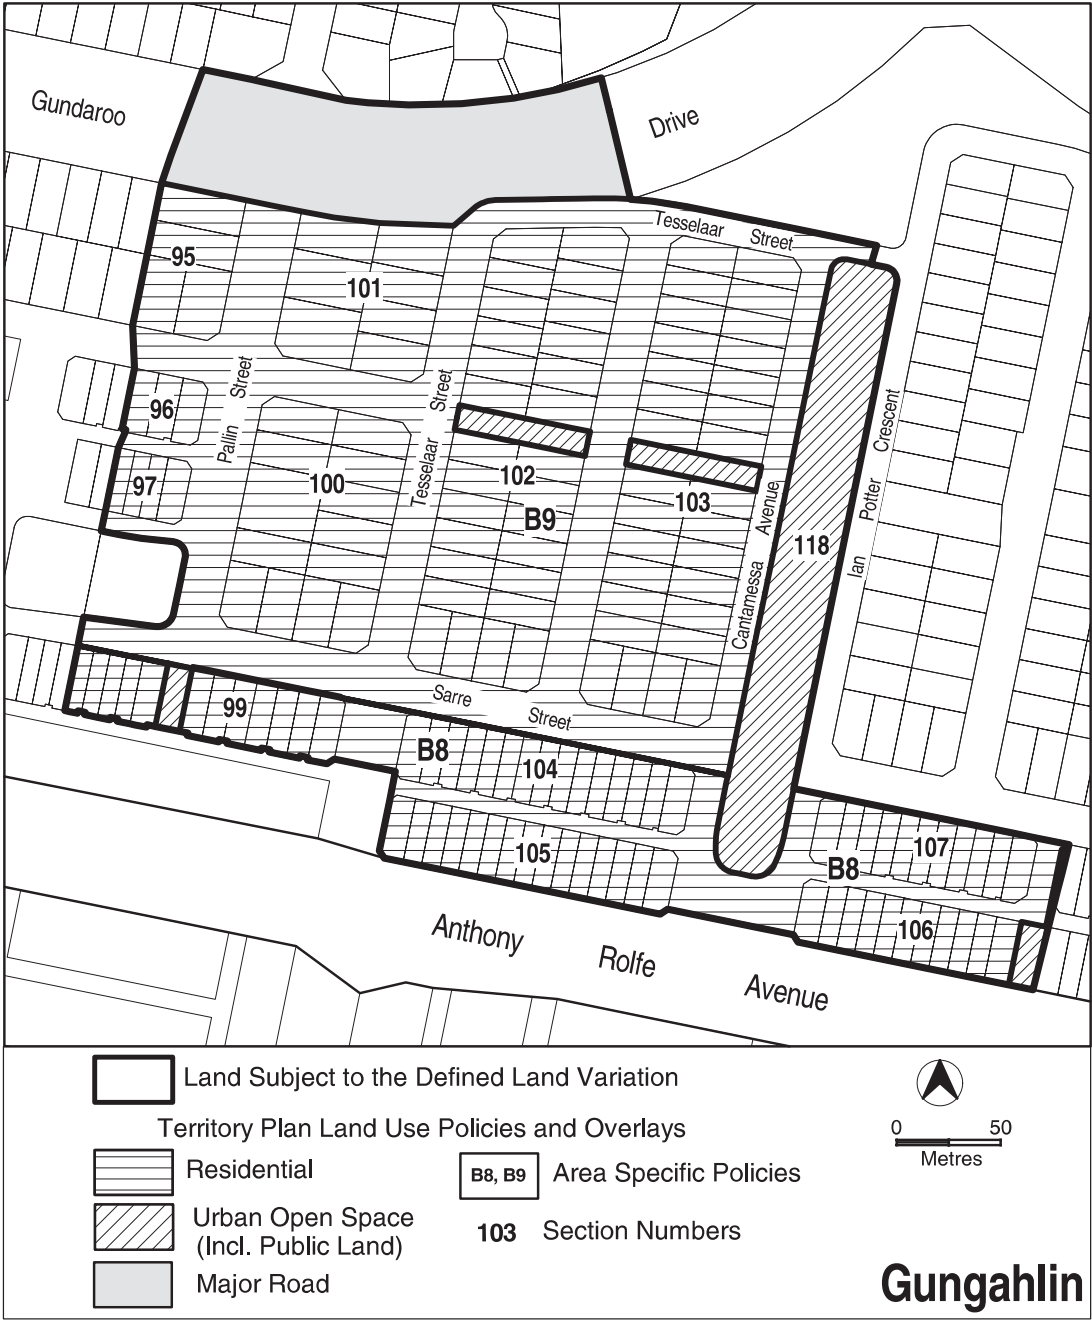 Gundaroo
Drive
Tesselaar Street
95
101
Pallin Street
Tesselaar Street
96
97
100
102
103
B9
118
Cantamessa Avenue
Ian Potter Crescent
Sarre Street
99
B8
104
105
107
B8
106
Anthony Rolfe Avenue
Land Subject to the Defined Land Variation
Territory Plan Land Use Policies and Overlays
Residential
B8, B9 Area Specific Policies
Urban Open Space
(Incl. Public Land)
103 Section Numbers
Major Road
0 50
Metres
Gungahlin